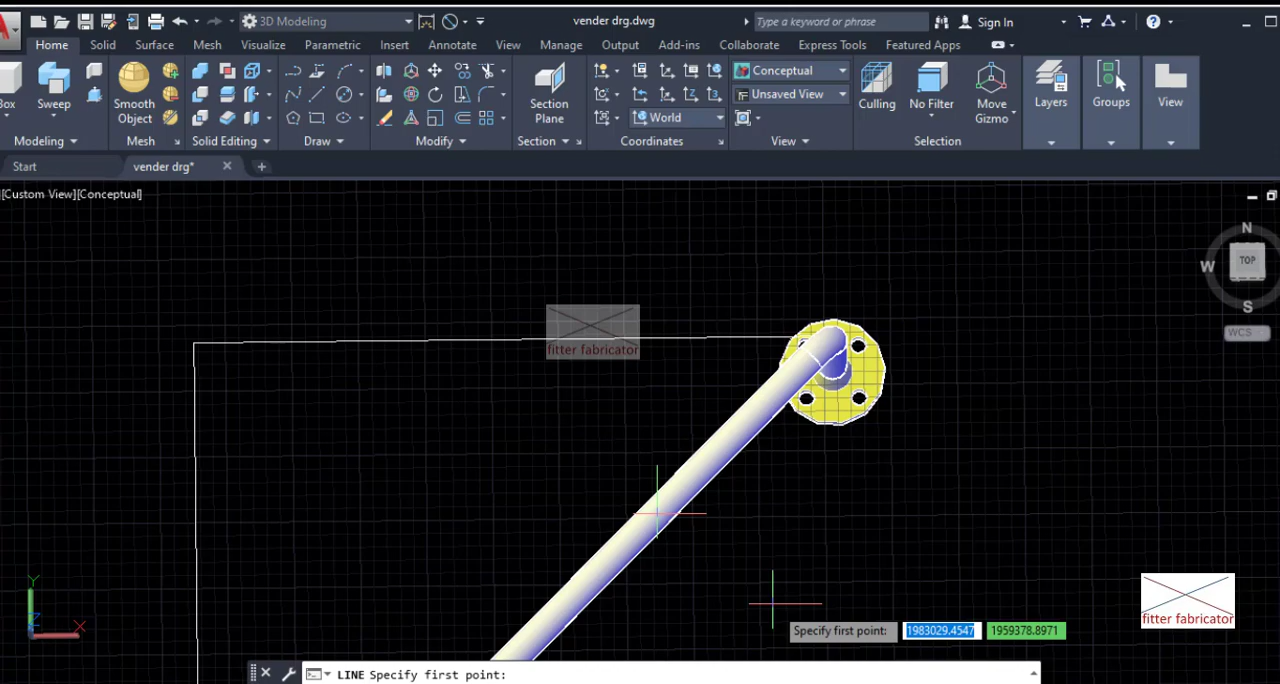 3D Modeling
vender drg.dwg
Type a keyword or phrase
Sign In
Home Solid Surface Mesh Visualize Parametric Insert Annotate View Manage Output Add-ins Collaborate Express Tools Featured Apps
Box
Sweep
Smooth
Object
Section
Plane
Conceptual
Unsaved View
World
Culling
No Filter
Move
Gizmo
Layers
Groups
View
Modeling Mesh Solid Editing Draw Modify Section Coordinates View Selection
Start
vender drg*
[Custom View][Conceptual]
N
W
TOP
S
WCS
fitter fabricator
Y
Z
X
Specify first point: 1983029.4547 1959378.8971
fitter fabricator
LINE Specify first point: